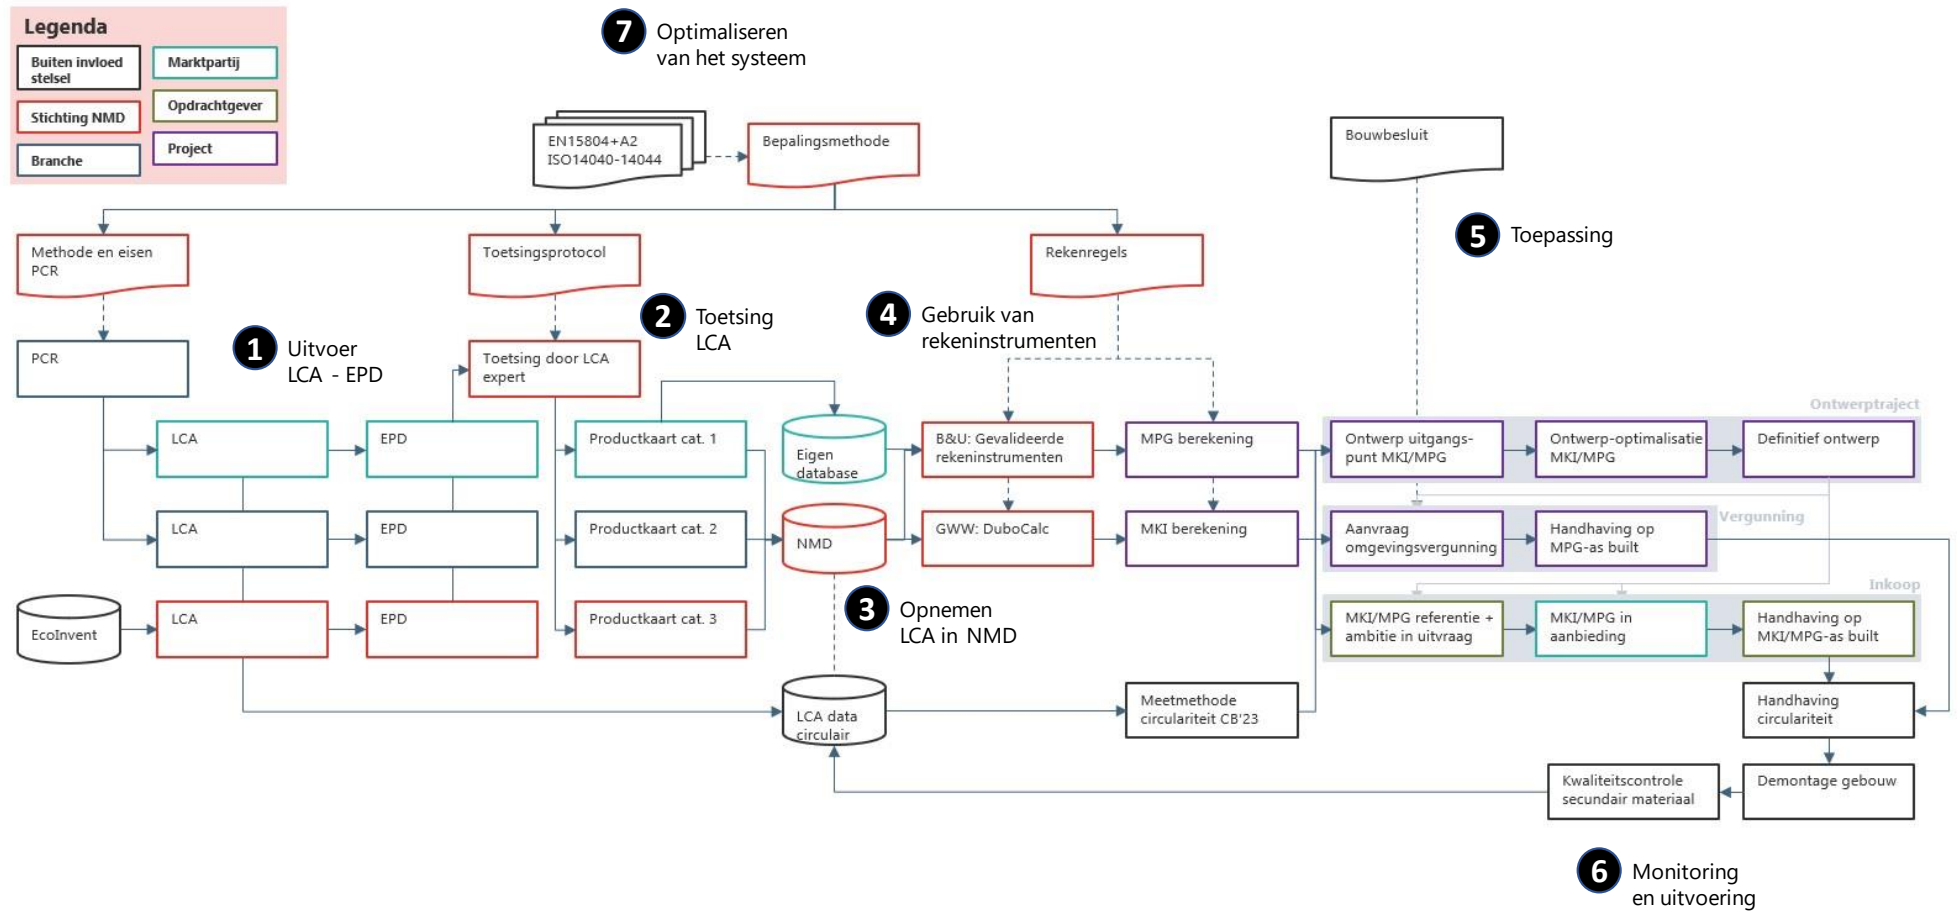 Legenda
Buiten invloed
stelsel
Marktpartij
Stichting NMD
Opdrachtgever
Branche
Project
7
Optimaliseren
van het systeem
EN15804+A2
ISO14040-14044
Bepalingsmethode
Bouwbesluit
Methode en eisen
PCR
Toetsingsprotocol
Rekenregels
5
Toepassing
1
Uitvoer
LCA - EPD
2
Toetsing
LCA
4
Gebruik van
rekeninstrumenten
PCR
Toetsing door LCA
expert
Ontwerptraject
LCA
EPD
Productkaart cat. 1
Eigen
database
B&U: Gevalideerde
rekeninstrumenten
MPG berekening
Ontwerp uitgangs-
punt MKI/MPG
Ontwerp-optimalisatie
MKI/MPG
Definitief ontwerp
LCA
EPD
Productkaart cat. 2
NMD
GWW: DuboCalc
MKI berekening
Aanvraag
omgevingsvergunning
Handhaving op
MPG-as built
Vergunning
Inkoop
EcoInvent
LCA
EPD
Productkaart cat. 3
3
Opnemen
LCA in NMD
MKI/MPG referentie +
ambitie in uitvraag
MKI/MPG in
aanbieding
Handhaving op
MKI/MPG-as built
LCA data
circulair
Meetmethode
circulariteit CB'23
Handhaving
circulariteit
Kwaliteitscontrole
secundair materiaal
Demontage gebouw
6
Monitoring
en uitvoering